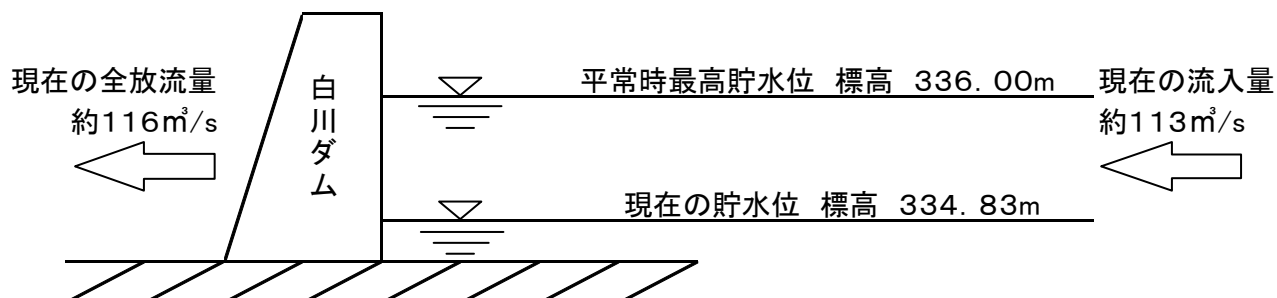 平常時最高貯水位 標高 336.00m
現在の全放流量
約116㎥/s
現在の流入量
約113㎥/s
白川ダム
現在の貯水位 標高 334.83m